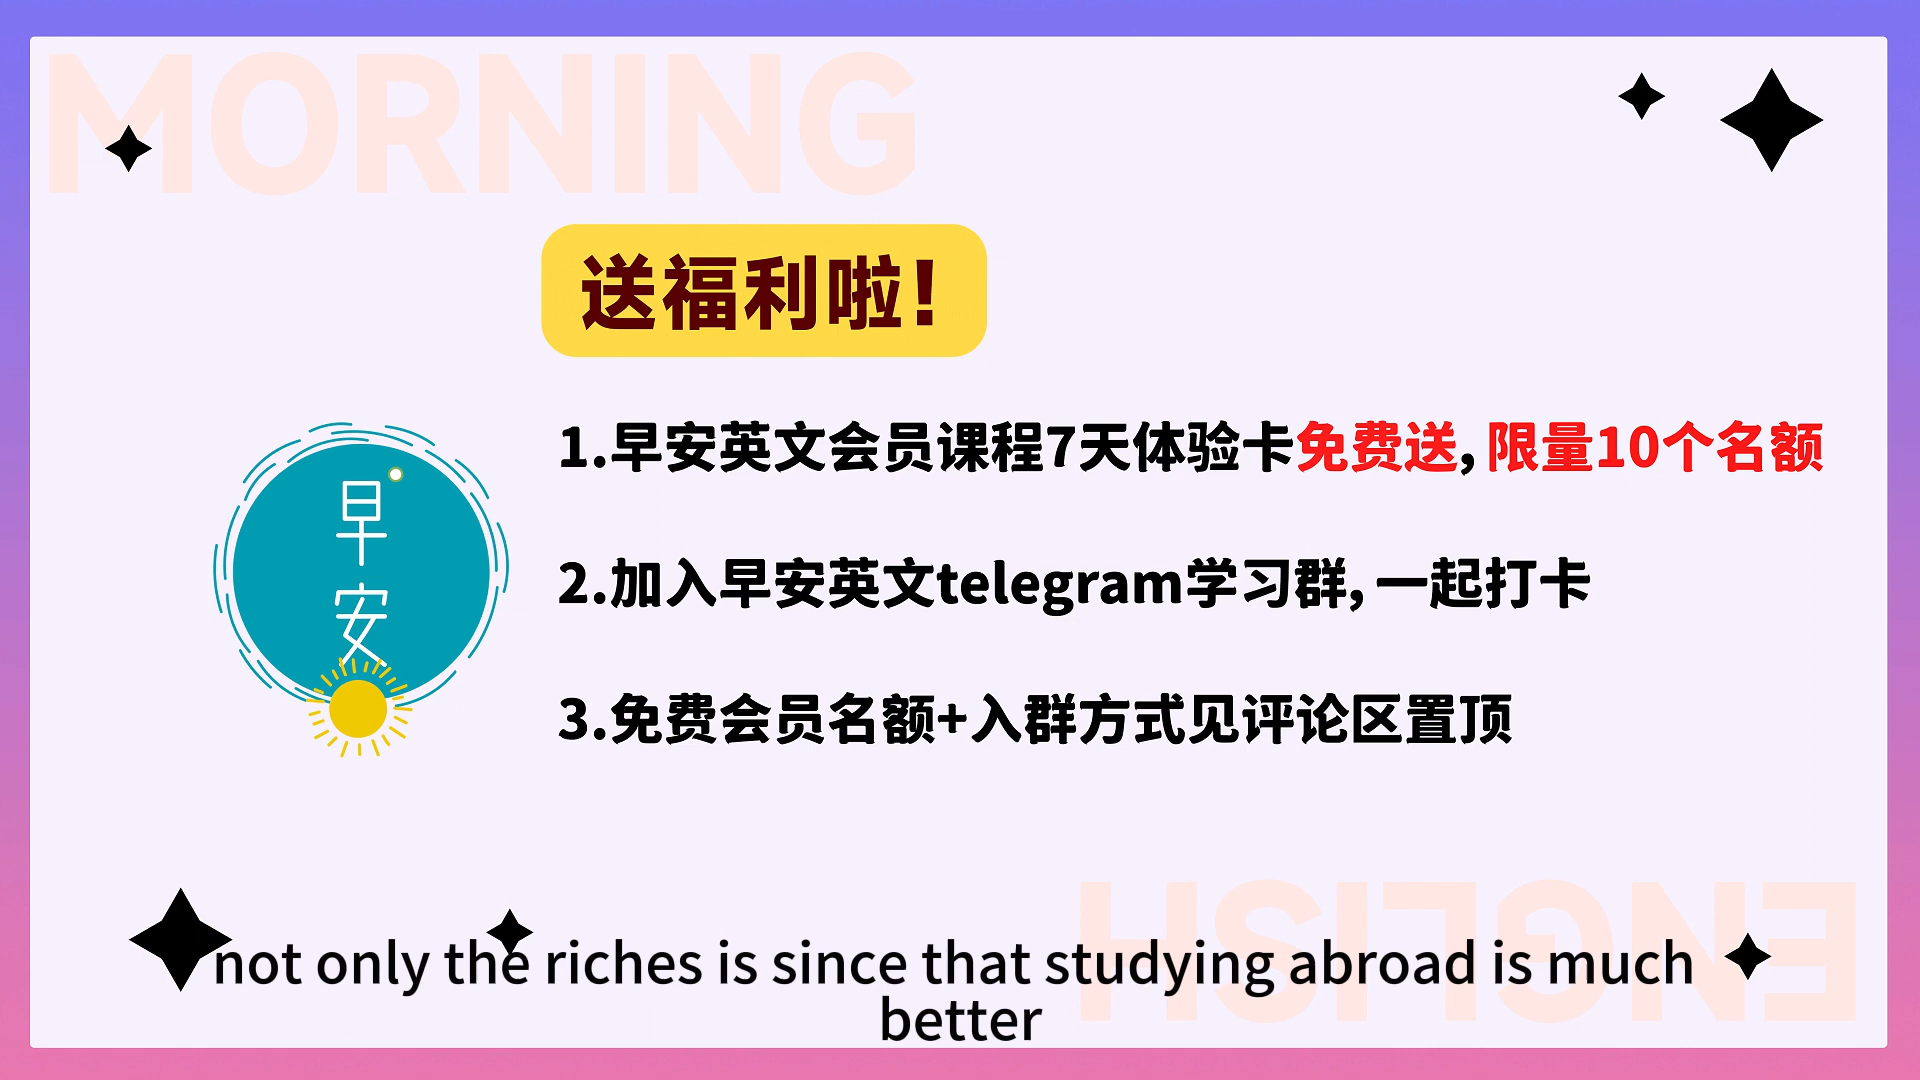 MORNING
送福利啦!
1.早安英文会员课程7天体验卡免费送, 限量10个名额
早安
2.加入早安英文telegram学习群, 一起打卡
3.免费会员名额+入群方式见评论区置顶
ENGLISH
not only the riches is since that studying abroad is much
better